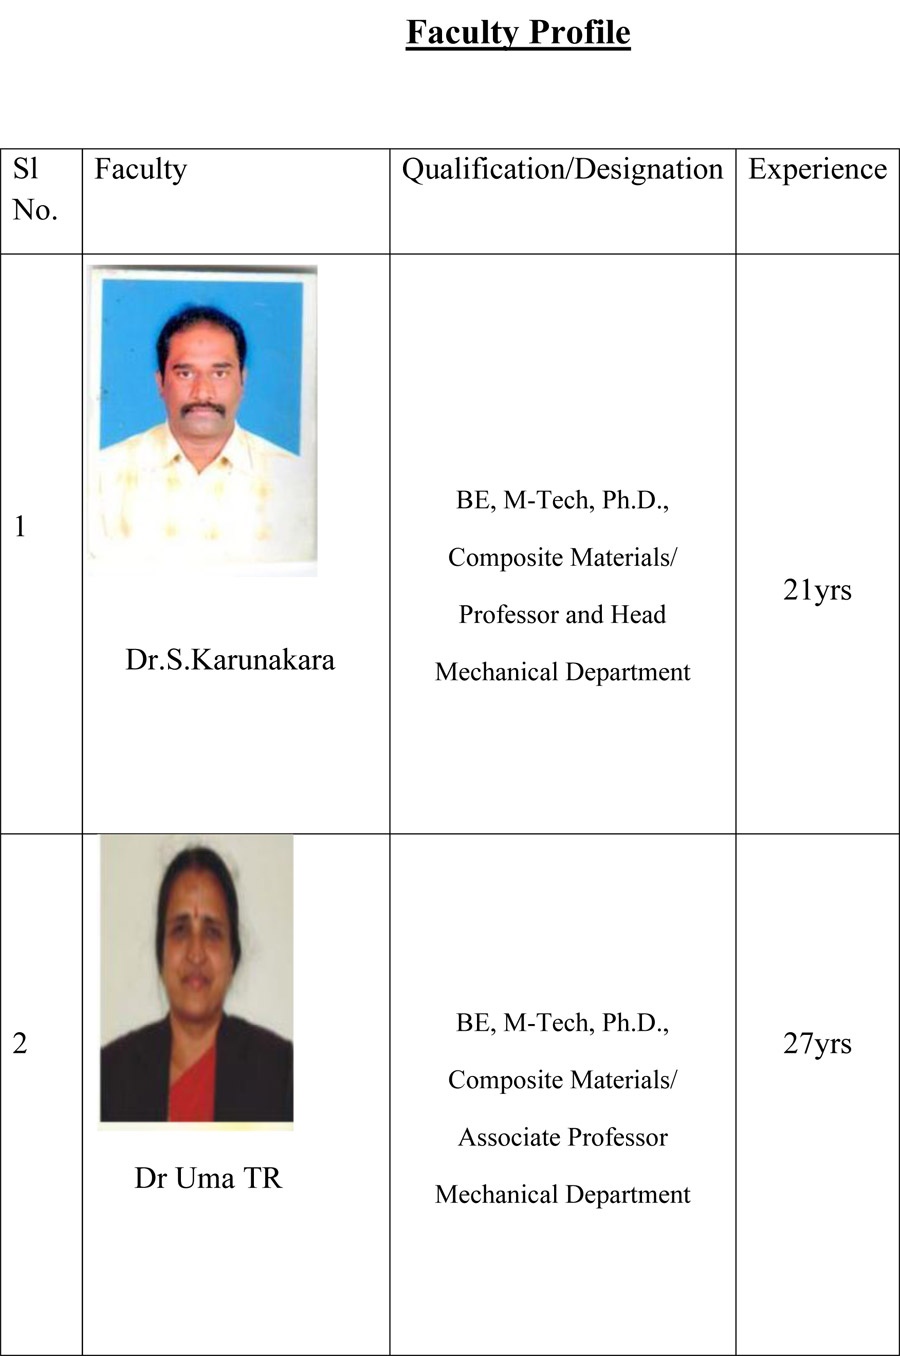 Faculty Profile
Sl
No.
Faculty
Qualification/Designation
Experience
1
Dr.S.Karunakara
BE, M-Tech, Ph.D.,
Composite Materials/
Professor and Head
Mechanical Department
21yrs
2
Dr Uma TR
BE, M-Tech, Ph.D.,
Composite Materials/
Associate Professor
Mechanical Department
27yrs